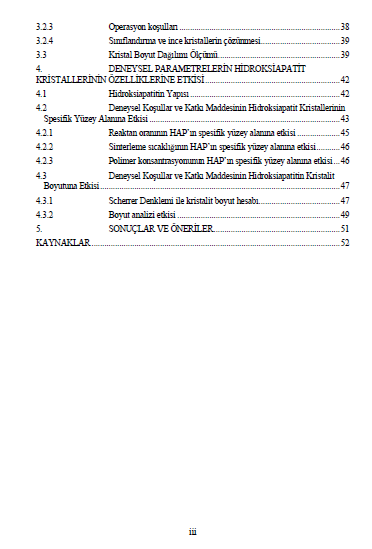 3.2.3 Operasyon koşulları ........ 38
3.2.4 Sınıflandırma ve ince kristallerin çözünmesi........ 39
3.3 Kristal Boyut Dağılımı Ölçümü........ 39
4. DENEYSEL PARAMETRELERİN HİDROKSİAPATİT
KRİSTALLERİNİN ÖZELLİKLERİNE ETKİSİ ........ 42
4.1 Hidroksiapatitin Yapısı ........ 42
4.2 Deneysel Koşullar ve Katkı Maddesinin Hidroksiapatit Kristallerinin
Spesifik Yüzey Alanına Etkisi ........ 43
4.2.1 Reaktan oranının HAP’ın spesifik yüzey alanına etkisi ........ 45
4.2.2 Sinterleme sıcaklığının HAP’ın spesifik yüzey alanına etkisi........ 46
4.2.3 Polimer konsantrasyonunun HAP’ın spesifik yüzey alanına etkisi... 46
4.3 Deneysel Koşullar ve Katkı Maddesinin Hidroksiapatitin Kristalit
Boyutuna Etkisi ........ 47
4.3.1 Scherrer Denklemi ile kristalit boyut hesabı........ 47
4.3.2 Boyut analizi etkisi ........ 49
5. SONUÇLAR VE ÖNERİLER........ 51
KAYNAKLAR........ 52
iii